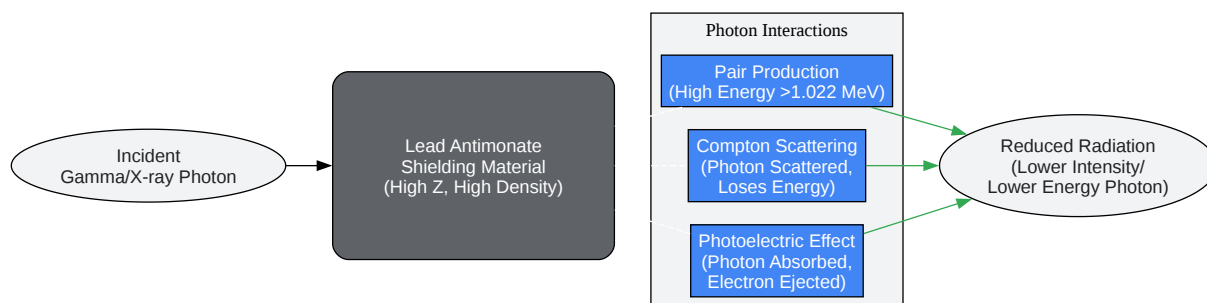 Incident
Gamma/X-ray Photon
Lead Antimonate
Shielding Material
(High Z, High Density)
Photon Interactions
Pair Production
(High Energy >1.022 MeV)
Compton Scattering
(Photon Scattered,
Loses Energy)
Photoelectric Effect
(Photon Absorbed,
Electron Ejected)
Reduced Radiation
(Lower Intensity/
Lower Energy Photon)